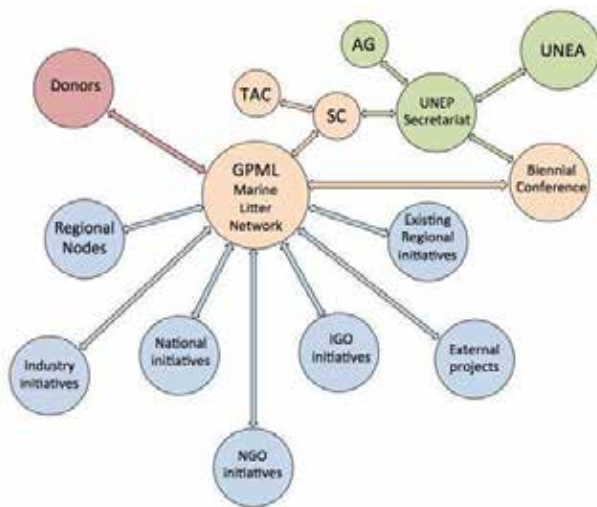 AG
UNEA
Donors
TAC
SC
UNEP
Secretariat
GPML
Marine
Litter
Network
Biennial
Conference
Regional
Nodes
Existing
Regional
initiatives
National
initiatives
IGO
initiatives
Industry
initiatives
External
projects
NGO
initiatives